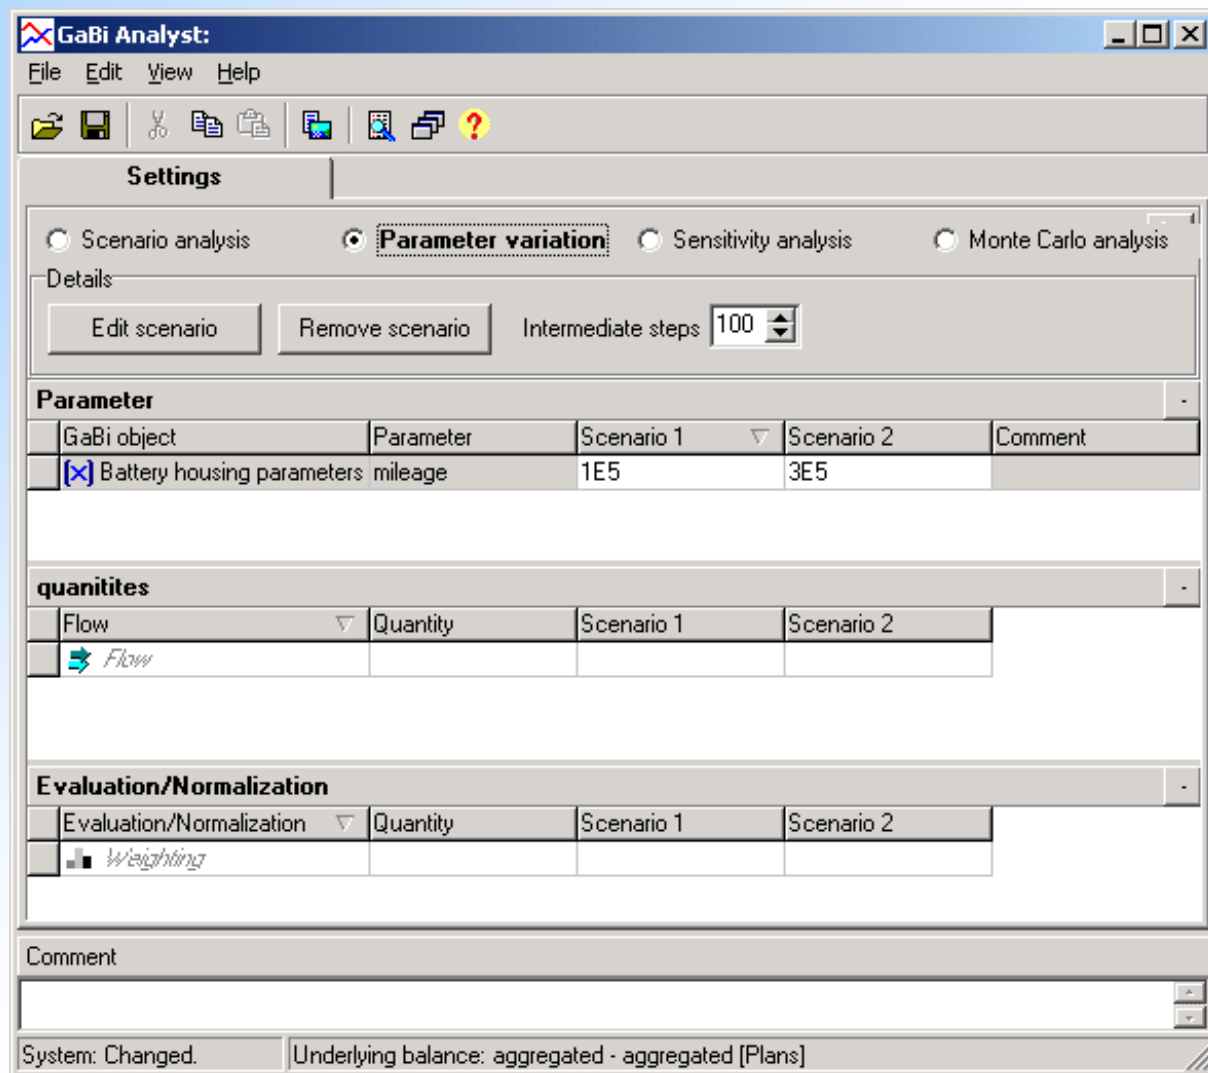 GaBi Analyst:
File Edit View Help
Settings
Scenario analysis Parameter variation Sensitivity analysis Monte Carlo analysis
Details
Edit scenario Remove scenario Intermediate steps 100
Parameter -
GaBi object Parameter Scenario 1 Scenario 2 Comment
Battery housing parameters mileage 1E5 3E5
quanitites -
Flow Quantity Scenario 1 Scenario 2
Flow
Evaluation/Normalization -
Evaluation/Normalization Quantity Scenario 1 Scenario 2
Weighting
Comment
System: Changed. Underlying balance: aggregated - aggregated [Plans]